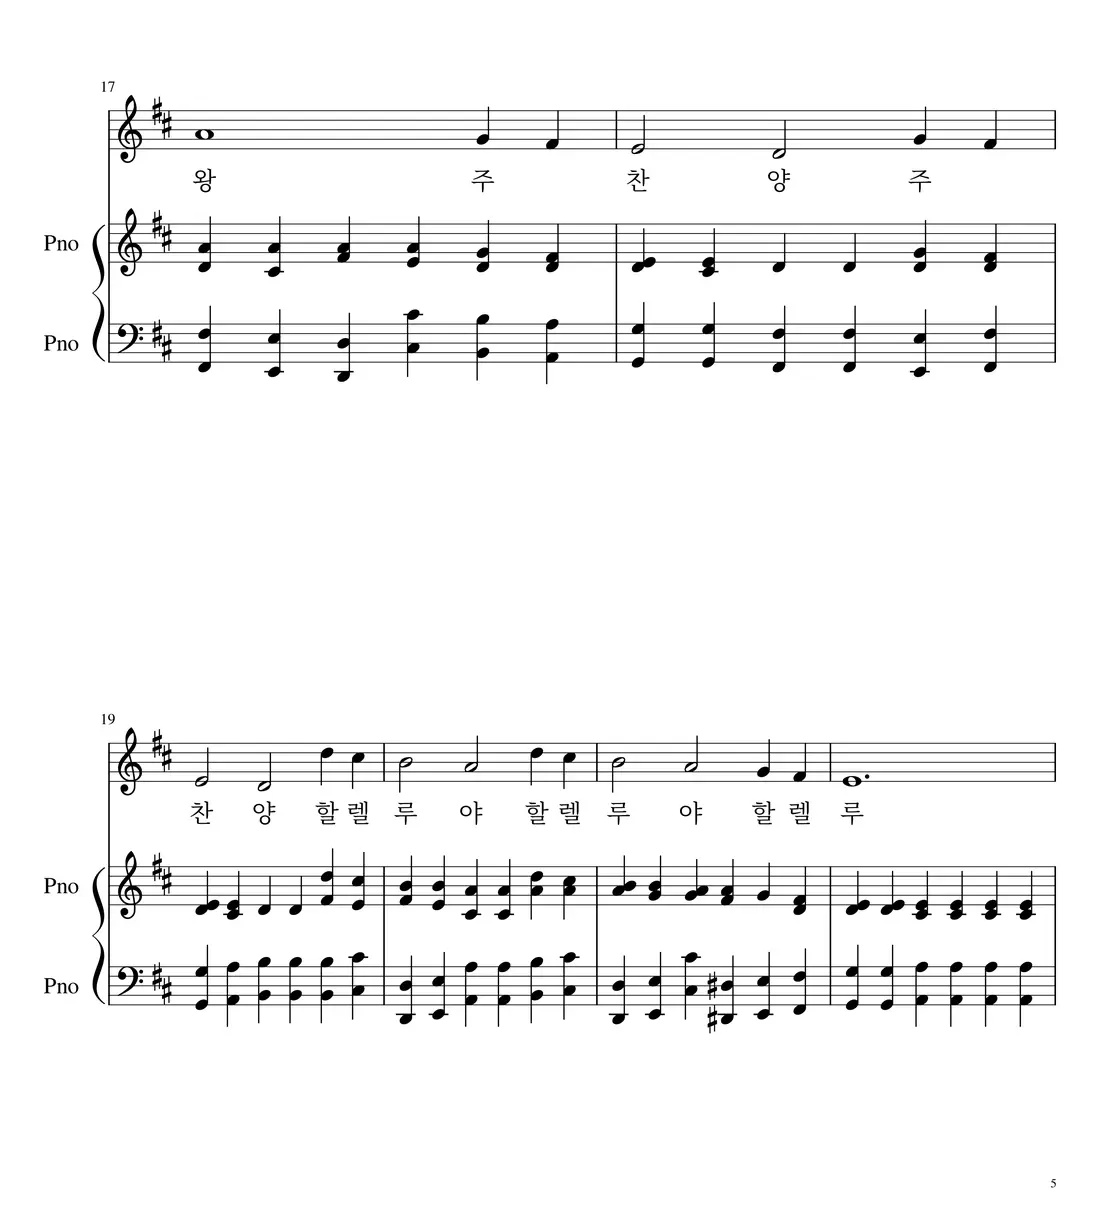 17
왕 주 찬 양 주
Pno
Pno
19
찬 양 할 렐 루 야 할 렐 루 야 할 렐 루
Pno
Pno
5